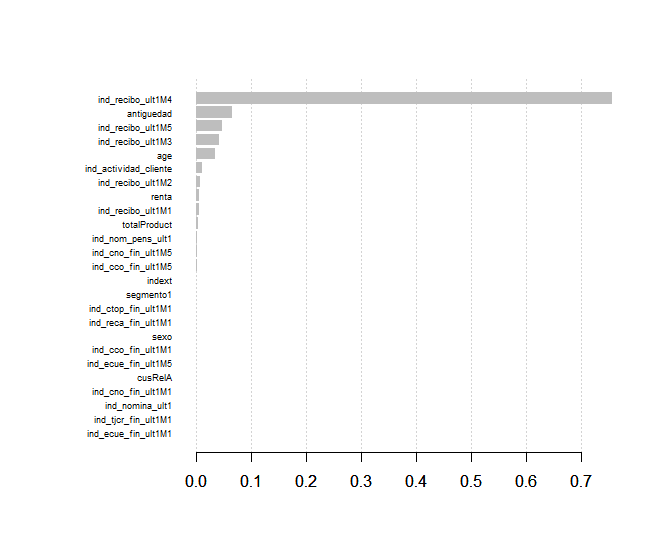 ind_recibo_ult1M4
antiguedad
ind_recibo_ult1M5
ind_recibo_ult1M3
age
ind_actividad_cliente
ind_recibo_ult1M2
renta
ind_recibo_ult1M1
totalProduct
ind_nom_pens_ult1
ind_cno_fin_ult1M5
ind_cco_fin_ult1M5
indext
segmento1
ind_ctop_fin_ult1M1
ind_reca_fin_ult1M1
sexo
ind_cco_fin_ult1M1
ind_ecue_fin_ult1M5
cusRelA
ind_cno_fin_ult1M1
ind_nomina_ult1
ind_tjcr_fin_ult1M1
ind_ecue_fin_ult1M1
0.0 0.1 0.2 0.3 0.4 0.5 0.6 0.7